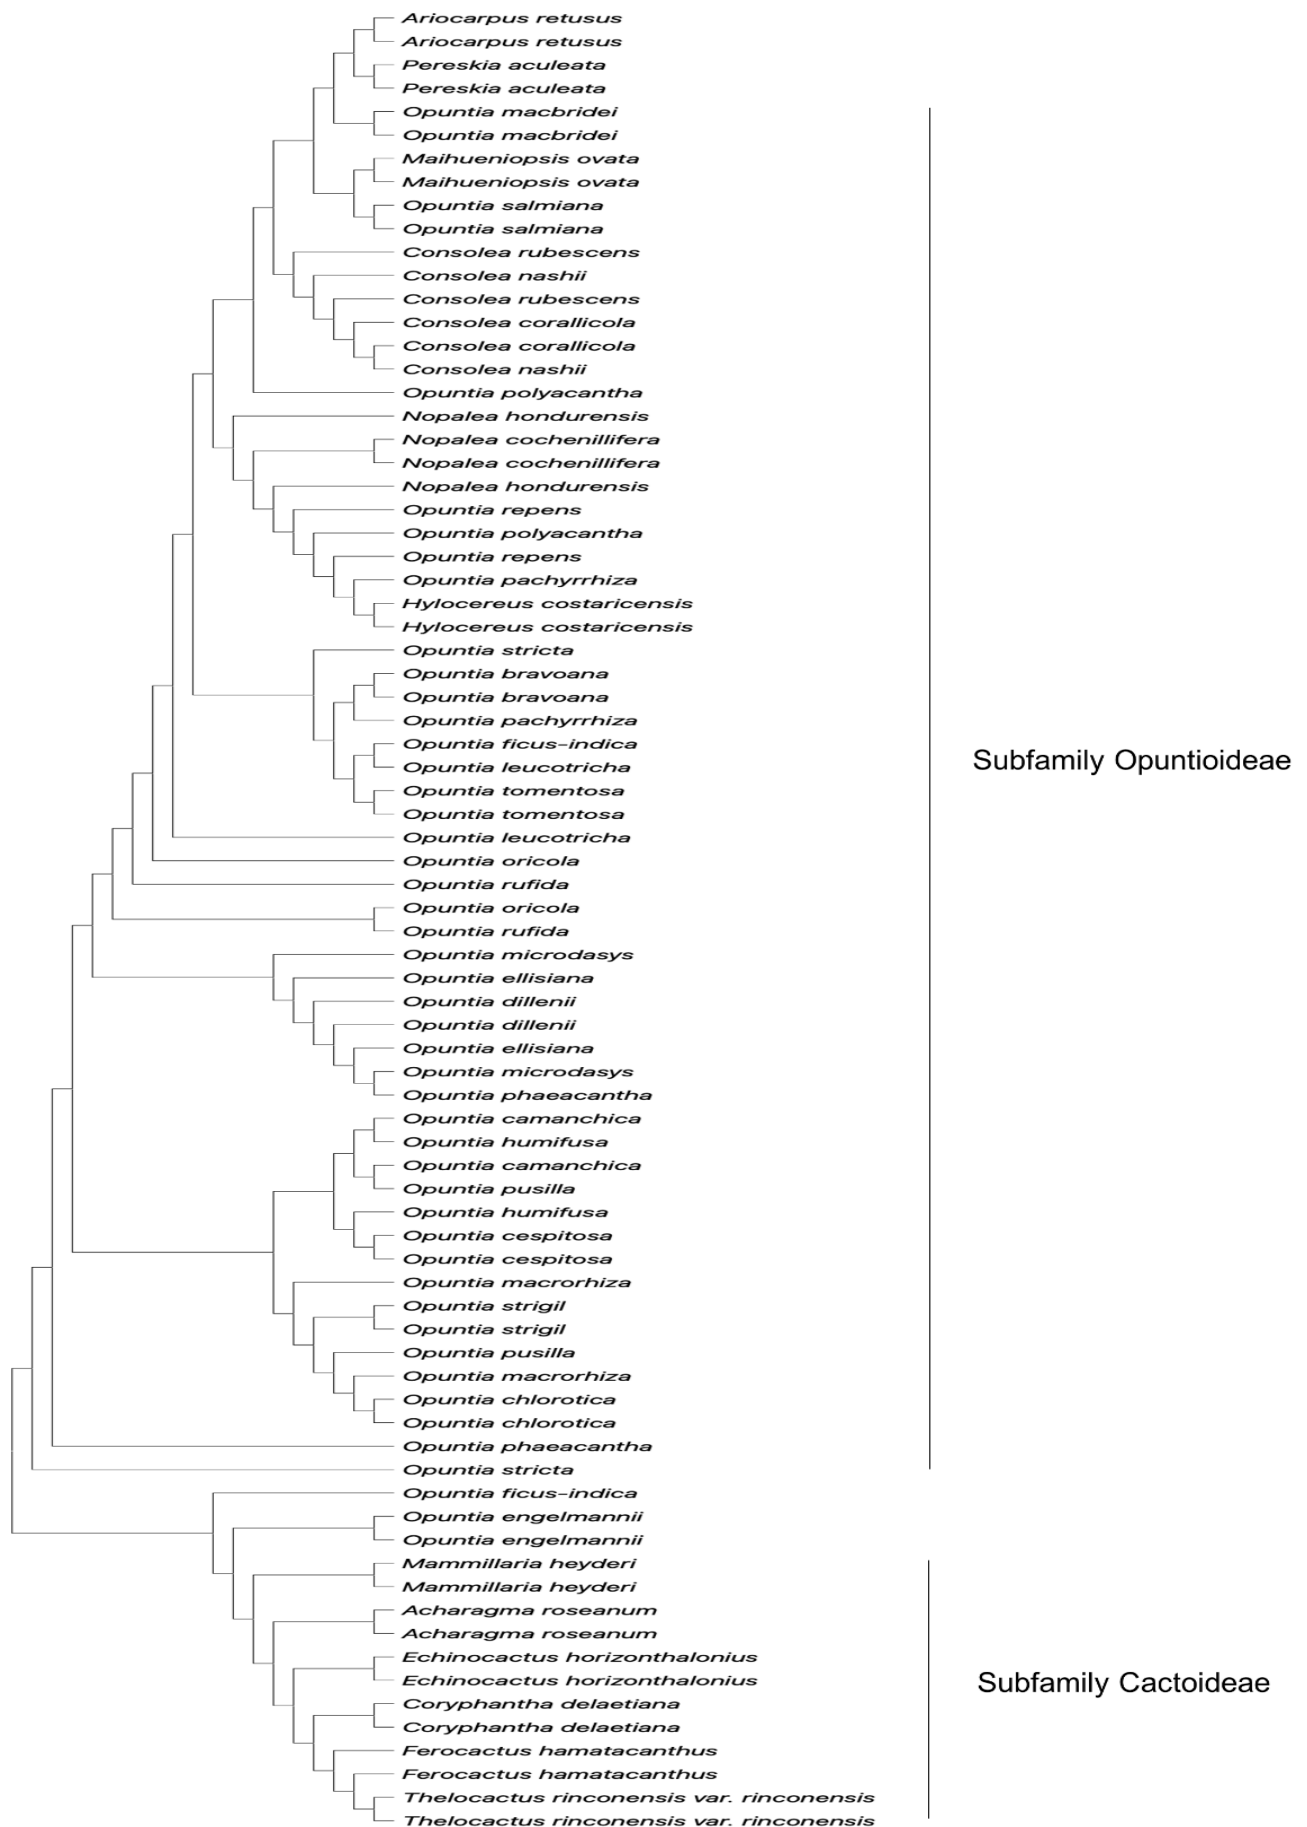 Ariocarpus retusus
Ariocarpus retusus
Pereskia aculeata
Pereskia aculeata
Opuntia macbridei
Opuntia macbridei
Maihueniopsis ovata
Maihueniopsis ovata
Opuntia salmiana
Opuntia salmiana
Consolea rubescens
Consolea nashii
Consolea rubescens
Consolea corallicola
Consolea corallicola
Consolea nashii
Opuntia polyacantha
Nopalea hondurensis
Nopalea cochenillifera
Nopalea cochenillifera
Nopalea hondurensis
Opuntia repens
Opuntia polyacantha
Opuntia repens
Opuntia pachyrrhiza
Hylocereus costaricensis
Hylocereus costaricensis
Opuntia stricta
Opuntia bravoana
Opuntia bravoana
Opuntia pachyrrhiza
Opuntia ficus-indica
Opuntia leucotricha
Opuntia tomentosa
Opuntia tomentosa
Opuntia leucotricha
Opuntia oricola
Opuntia rufida
Opuntia oricola
Opuntia rufida
Opuntia microdasys
Opuntia ellisiana
Opuntia dillenii
Opuntia dillenii
Opuntia ellisiana
Opuntia microdasys
Opuntia phaeacantha
Opuntia camanchica
Opuntia humifusa
Opuntia camanchica
Opuntia pusilla
Opuntia humifusa
Opuntia cespitosa
Opuntia cespitosa
Opuntia macrorhiza
Opuntia strigil
Opuntia strigil
Opuntia pusilla
Opuntia macrorhiza
Opuntia chlorotica
Opuntia chlorotica
Opuntia phaeacantha
Opuntia stricta
Opuntia ficus-indica
Opuntia engelmannii
Opuntia engelmannii
Mammillaria heyderi
Mammillaria heyderi
Acharagma roseanum
Acharagma roseanum
Echinocactus horizonthalonius
Echinocactus horizonthalonius
Coryphantha delaetiana
Coryphantha delaetiana
Ferocactus hamatacanthus
Ferocactus hamatacanthus
Thelocactus rinconensis var. rinconensis
Thelocactus rinconensis var. rinconensis
Subfamily Opuntioideae
Subfamily Cactoideae